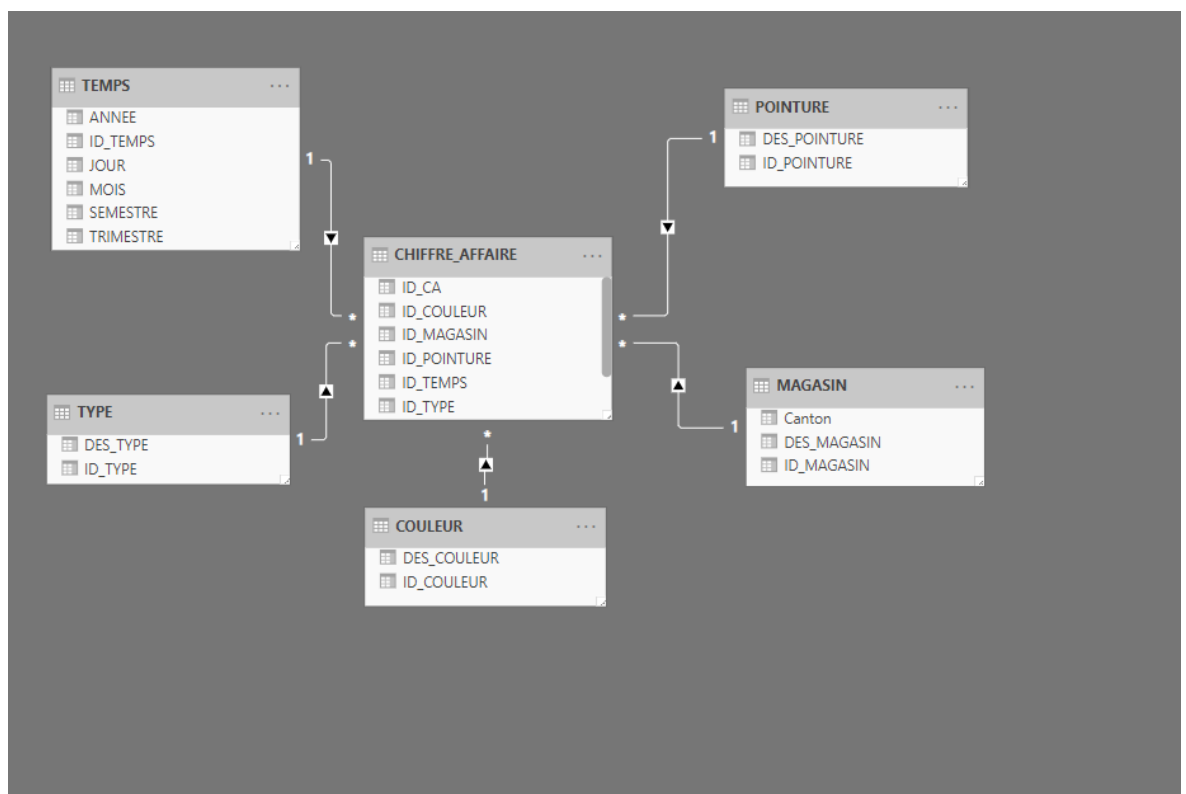 TEMPS
ANNEE
ID_TEMPS
JOUR
MOIS
SEMESTRE
TRIMESTRE
1
*
POINTURE
DES_POINTURE
ID_POINTURE
1
*
CHIFFRE_AFFAIRE
ID_CA
ID_COULEUR
ID_MAGASIN
ID_POINTURE
ID_TEMPS
ID_TYPE
TYPE
DES_TYPE
ID_TYPE
1
*
MAGASIN
Canton
DES_MAGASIN
ID_MAGASIN
1
*
*
1
COULEUR
DES_COULEUR
ID_COULEUR